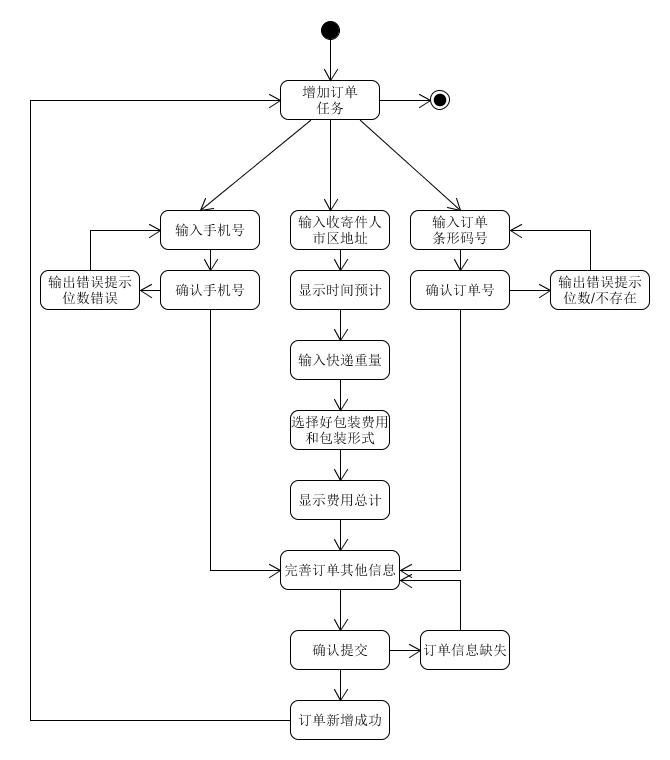 增加订单
任务
输入手机号
输入收寄件人
市区地址
输入订单
条形码号
输出错误提示
位数错误
确认手机号
显示时间预计
确认订单号
输出错误提示
位数/不存在
输入快递重量
选择好包装费用
和包装形式
显示费用总计
完善订单其他信息
确认提交
订单信息缺失
订单新增成功